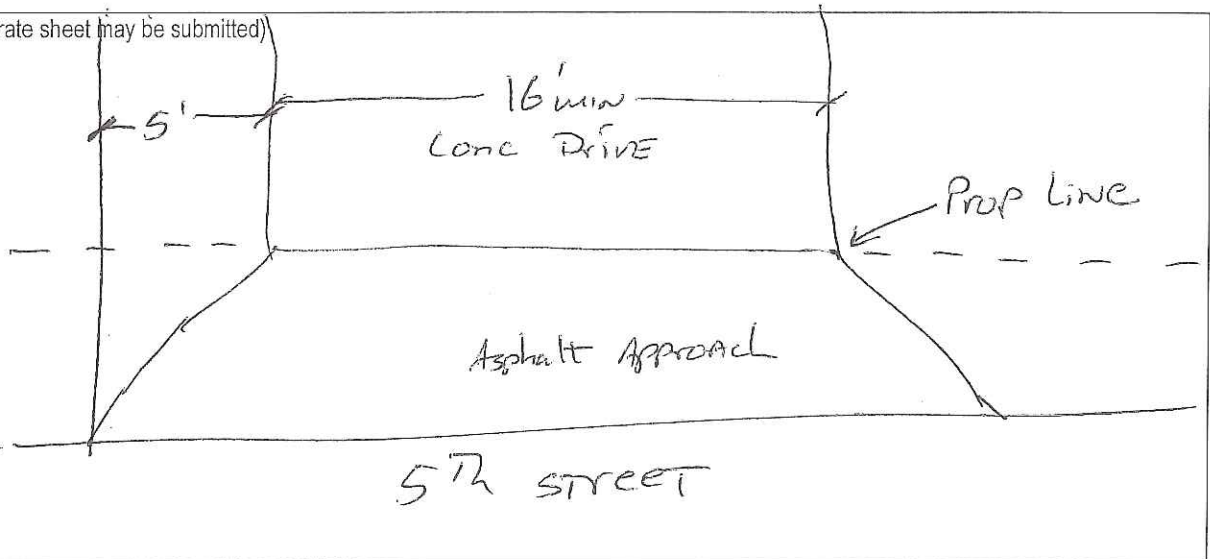 rate sheet may be submitted)
5'
16' min
Conc Drive
Prop Line
Asphalt Approach
5th Street